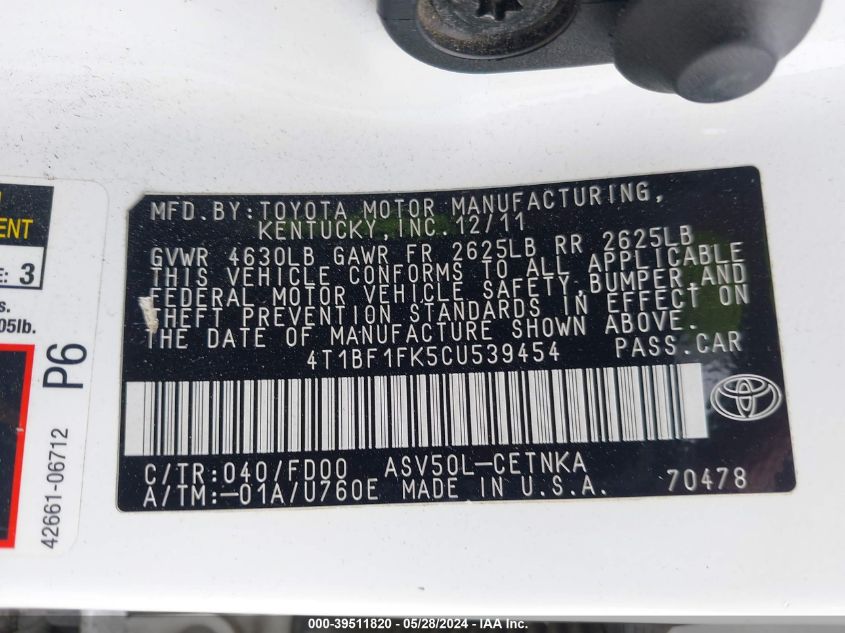 MFD.BY:TOYOTA MOTOR MANUFACTURING,
KENTUCKY,INC.12/11
GVWR 4630LB GAWR FR 2625LB RR 2625LB
THIS VEHICLE CONFORMS TO ALL APPLICABLE
FEDERAL MOTOR VEHICLE SAFETY,BUMPER,AND
THEFT PREVENTION STANDARDS IN EFFECT ON
THE DATE OF MANUFACTURE SHOWN ABOVE.
4T1BF1FK5CU539454 PASS.CAR
C/TR:040/FD00 ASV50L-CETNKA
A/TM:-01A/U760E MADE IN U.S.A. 70478
3
05lb.
P6
42661-06712
000-39511820 - 05/28/2024 - IAA Inc.